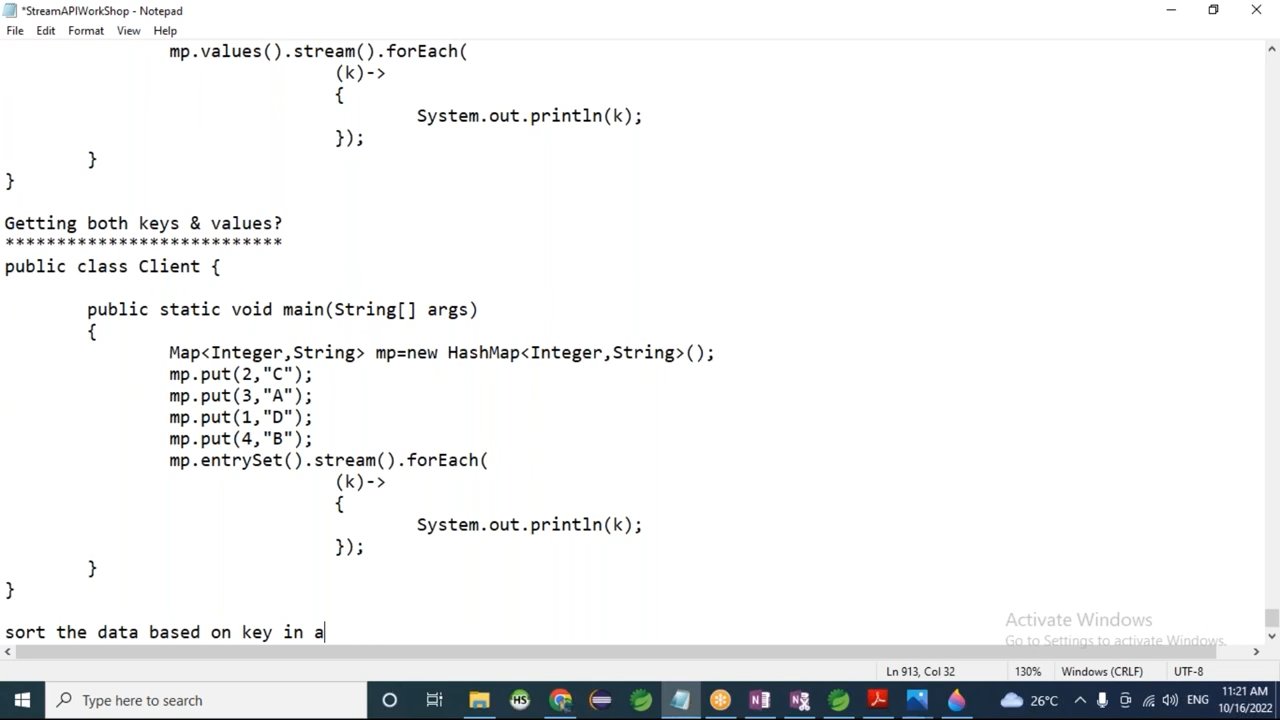 *StreamAPIWorkShop - Notepad
File Edit Format View Help
mp.values().stream().forEach(
(k)->
{
System.out.println(k);
});
}
}
Getting both keys & values?
***************************
public class Client {
public static void main(String[] args)
{
Map<Integer,String> mp=new HashMap<Integer,String>();
mp.put(2,"C");
mp.put(3,"A");
mp.put(1,"D");
mp.put(4,"B");
mp.entrySet().stream().forEach(
(k)->
{
System.out.println(k);
});
}
}
sort the data based on key in a
Activate Windows
Go to Settings to activate Windows.
Ln 913, Col 32 130% Windows (CRLF) UTF-8
Type here to search HS 26°C ENG 11:21 AM
10/16/2022